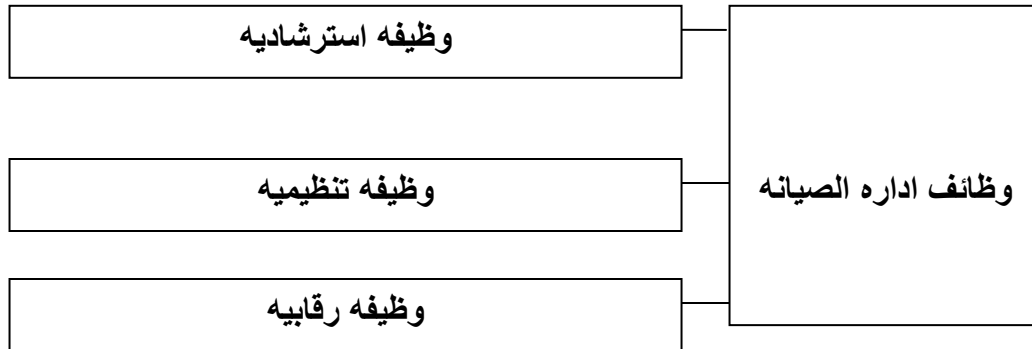 وظائف اداره الصيانه
وظيفه استرشاديه
وظيفه تنظيميه
وظيفه رقابيه